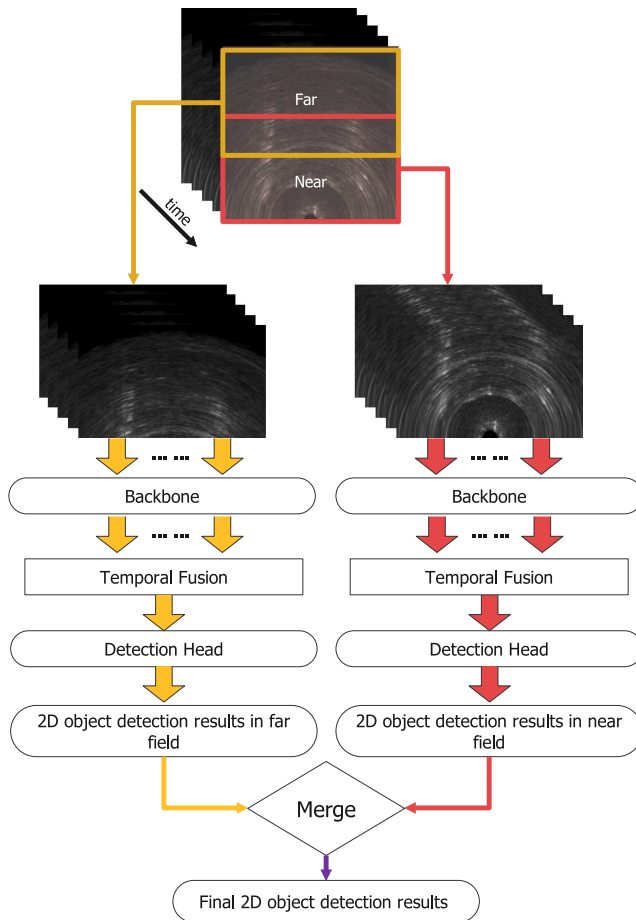 Far
Near
time
... ...
... ...
Backbone
Backbone
... ...
... ...
Temporal Fusion
Temporal Fusion
Detection Head
Detection Head
2D object detection results in far
field
2D object detection results in near
field
Merge
Final 2D object detection results